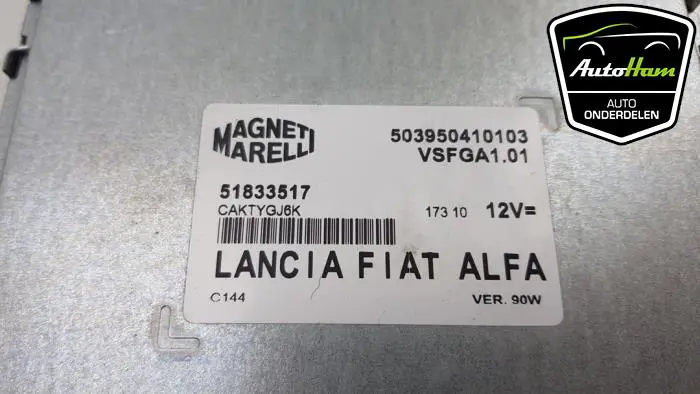 AutoHam
AUTO
ONDERDELEN
MAGNETI
MARELLI
503950410103
VSFGA1.01
51833517
CAKTYGJ6K
173 10 12V=
LANCIA FIAT ALFA
C144
VER. 90W